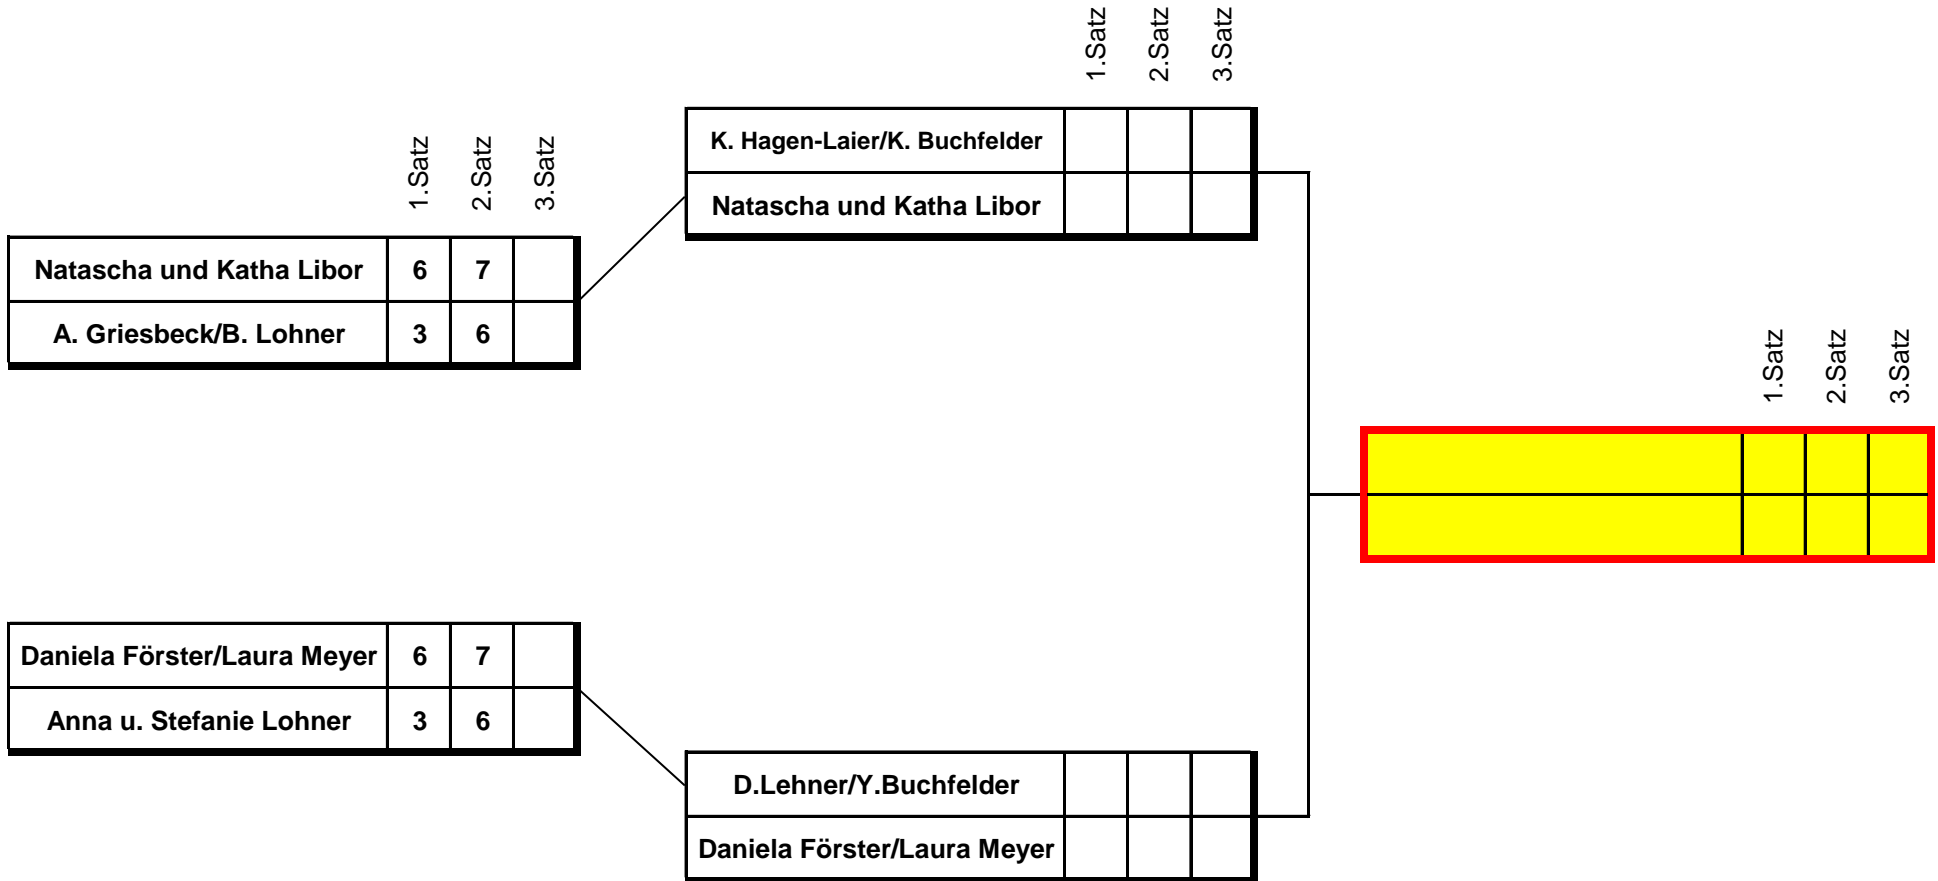 1.Satz 2.Satz 3.Satz
K. Hagen-Laier/K. Buchfelder
Natascha und Katha Libor
1.Satz 2.Satz 3.Satz
Natascha und Katha Libor 6 7
A. Griesbeck/B. Lohner 3 6
1.Satz 2.Satz 3.Satz
Daniela Förster/Laura Meyer 6 7
Anna u. Stefanie Lohner 3 6
D.Lehner/Y.Buchfelder
Daniela Förster/Laura Meyer